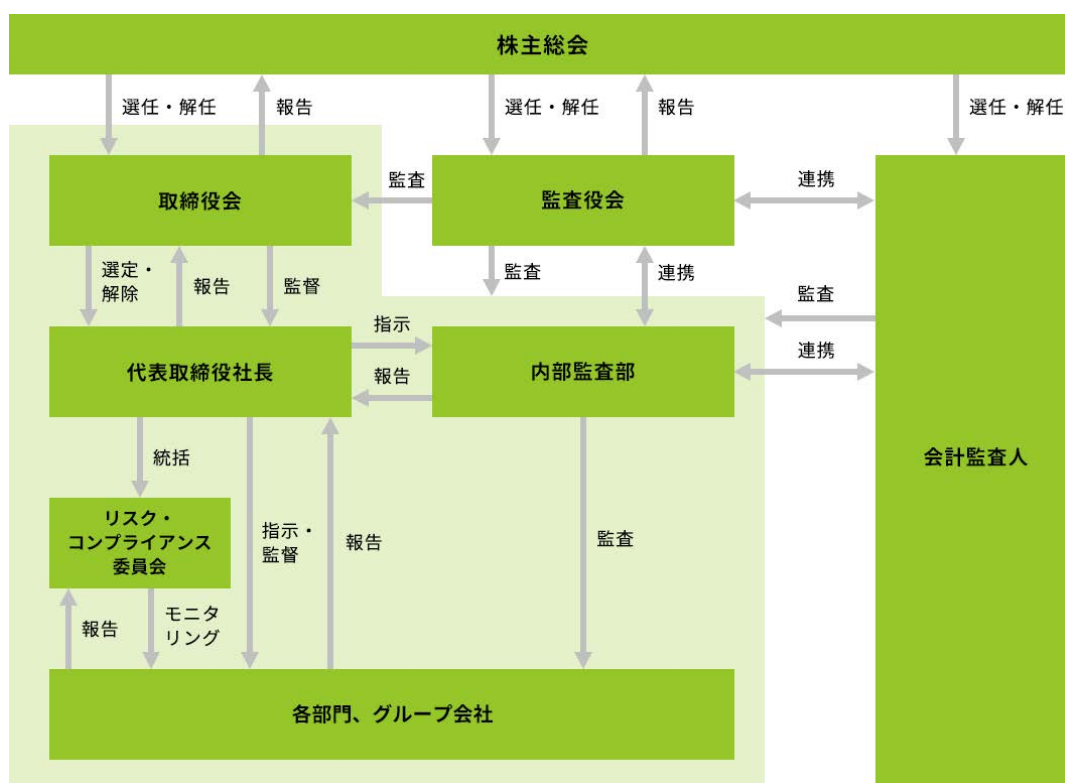 株主総会
選任・解任
報告
選任・解任
報告
選任・解任
取締役会
監査
監査役会
連携
選定・
解除
報告
監督
監査
連携
監査
代表取締役社長
指示
報告
内部監査部
連携
会計監査人
統括
リスク・
コンプライアンス
委員会
指示・
監督
報告
監査
報告
モニタ
リング
各部門、グループ会社